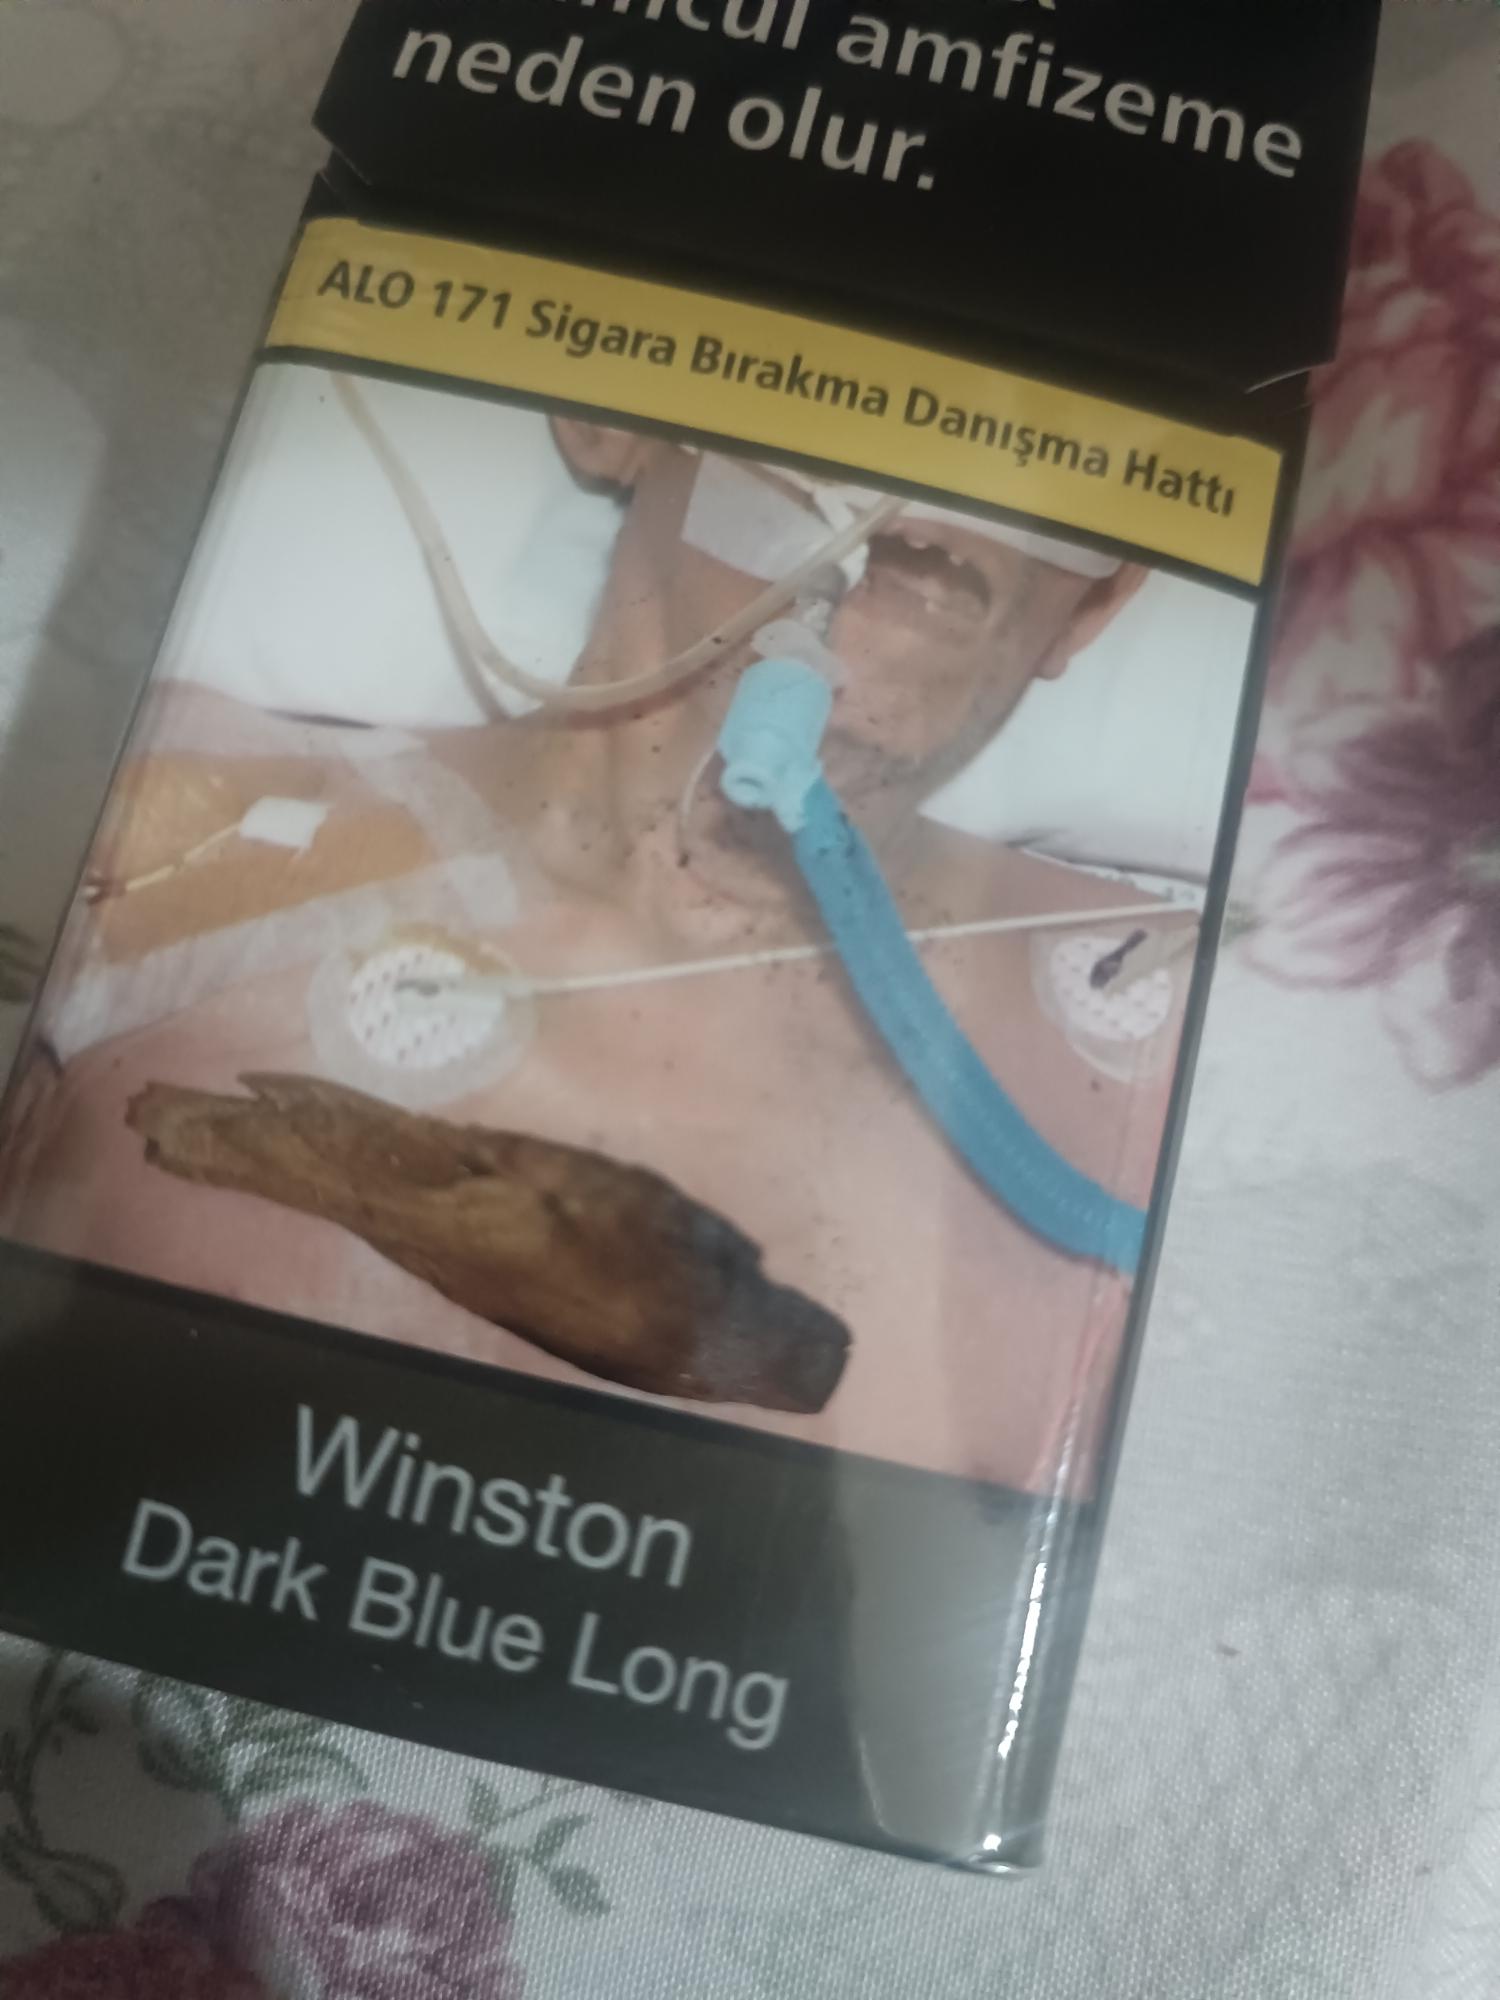 amfizeme
neden olur.
ALO 171 Sigara Bırakma Danışma Hattı
Winston
Dark Blue Long